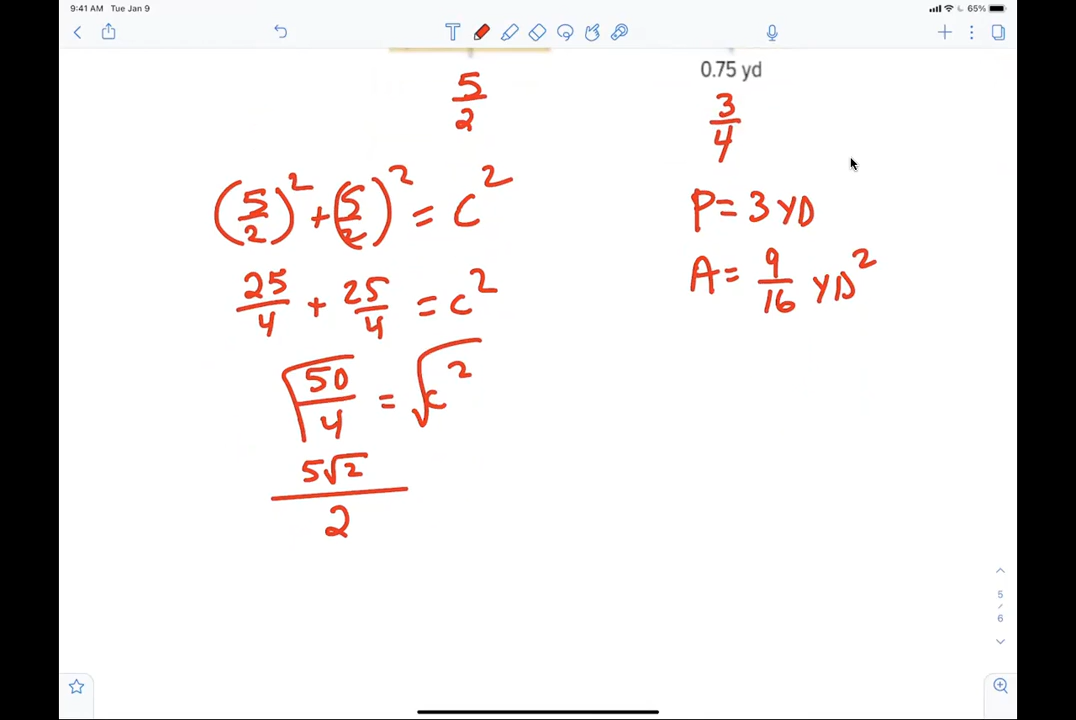 9:41 AM Tue Jan 9
65%
T
0.75 yd
5/2
3/4
(5/2)² + (5/2)² = C²
P = 3 YD
A = 9/16 YD²
25/4 + 25/4 = c²
√50/4 = √c²
5√2/2
5
/
6